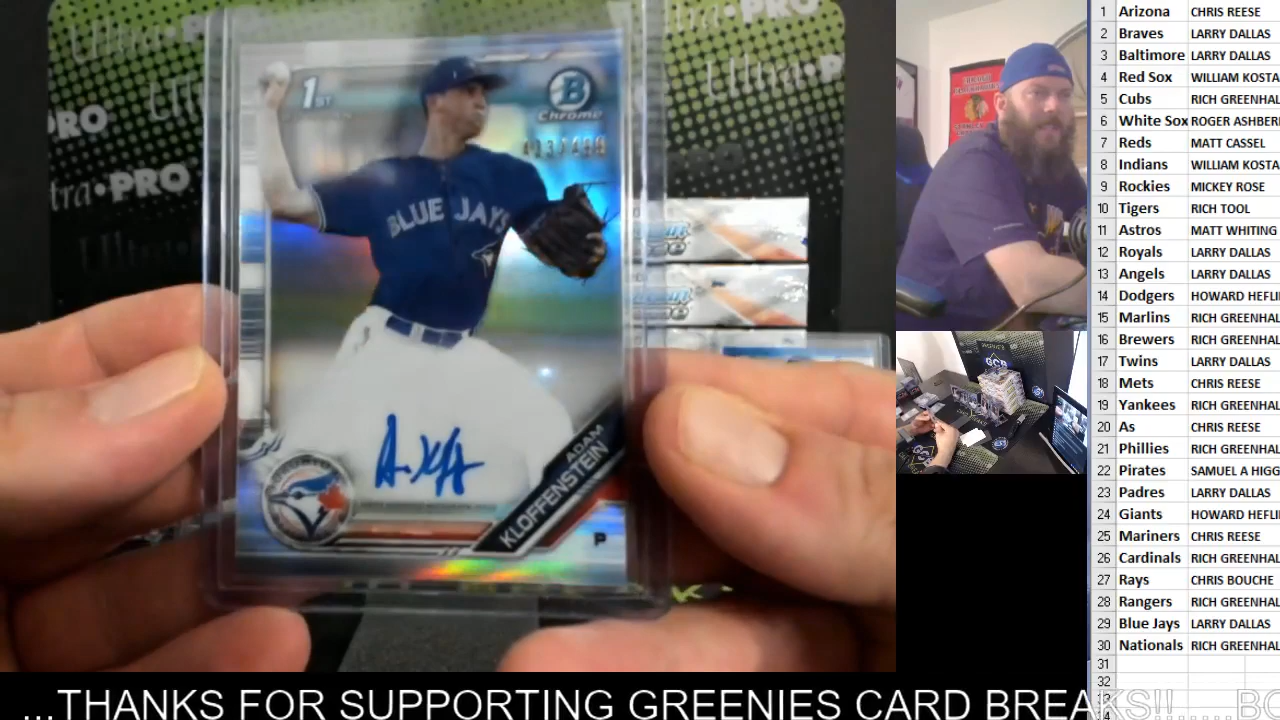 Ultra•PRO
PRO
tra•PRO
1ST
B
Chrome
BLUE JAYS
ADAM
KLOFFENSTEIN
P
1 Arizona CHRIS REESE
2 Braves LARRY DALLAS
3 Baltimore LARRY DALLAS
4 Red Sox WILLIAM KOSTA
5 Cubs RICH GREENHAL
6 White Sox ROGER ASHBER
7 Reds MATT CASSEL
8 Indians WILLIAM KOSTA
9 Rockies MICKEY ROSE
10 Tigers RICH TOOL
11 Astros MATT WHITING
12 Royals LARRY DALLAS
13 Angels LARRY DALLAS
14 Dodgers HOWARD HEFLI
15 Marlins RICH GREENHAL
16 Brewers RICH GREENHAL
17 Twins LARRY DALLAS
18 Mets CHRIS REESE
19 Yankees RICH GREENHAL
20 As CHRIS REESE
21 Phillies RICH GREENHAL
22 Pirates SAMUEL A HIGG
23 Padres LARRY DALLAS
24 Giants HOWARD HEFLI
25 Mariners CHRIS REESE
26 Cardinals RICH GREENHAL
27 Rays CHRIS BOUCHE
28 Rangers RICH GREENHAL
29 Blue Jays LARRY DALLAS
30 Nationals RICH GREENHAL
31
32
...THANKS FOR SUPPORTING GREENIES CARD BREAKS!!......BO